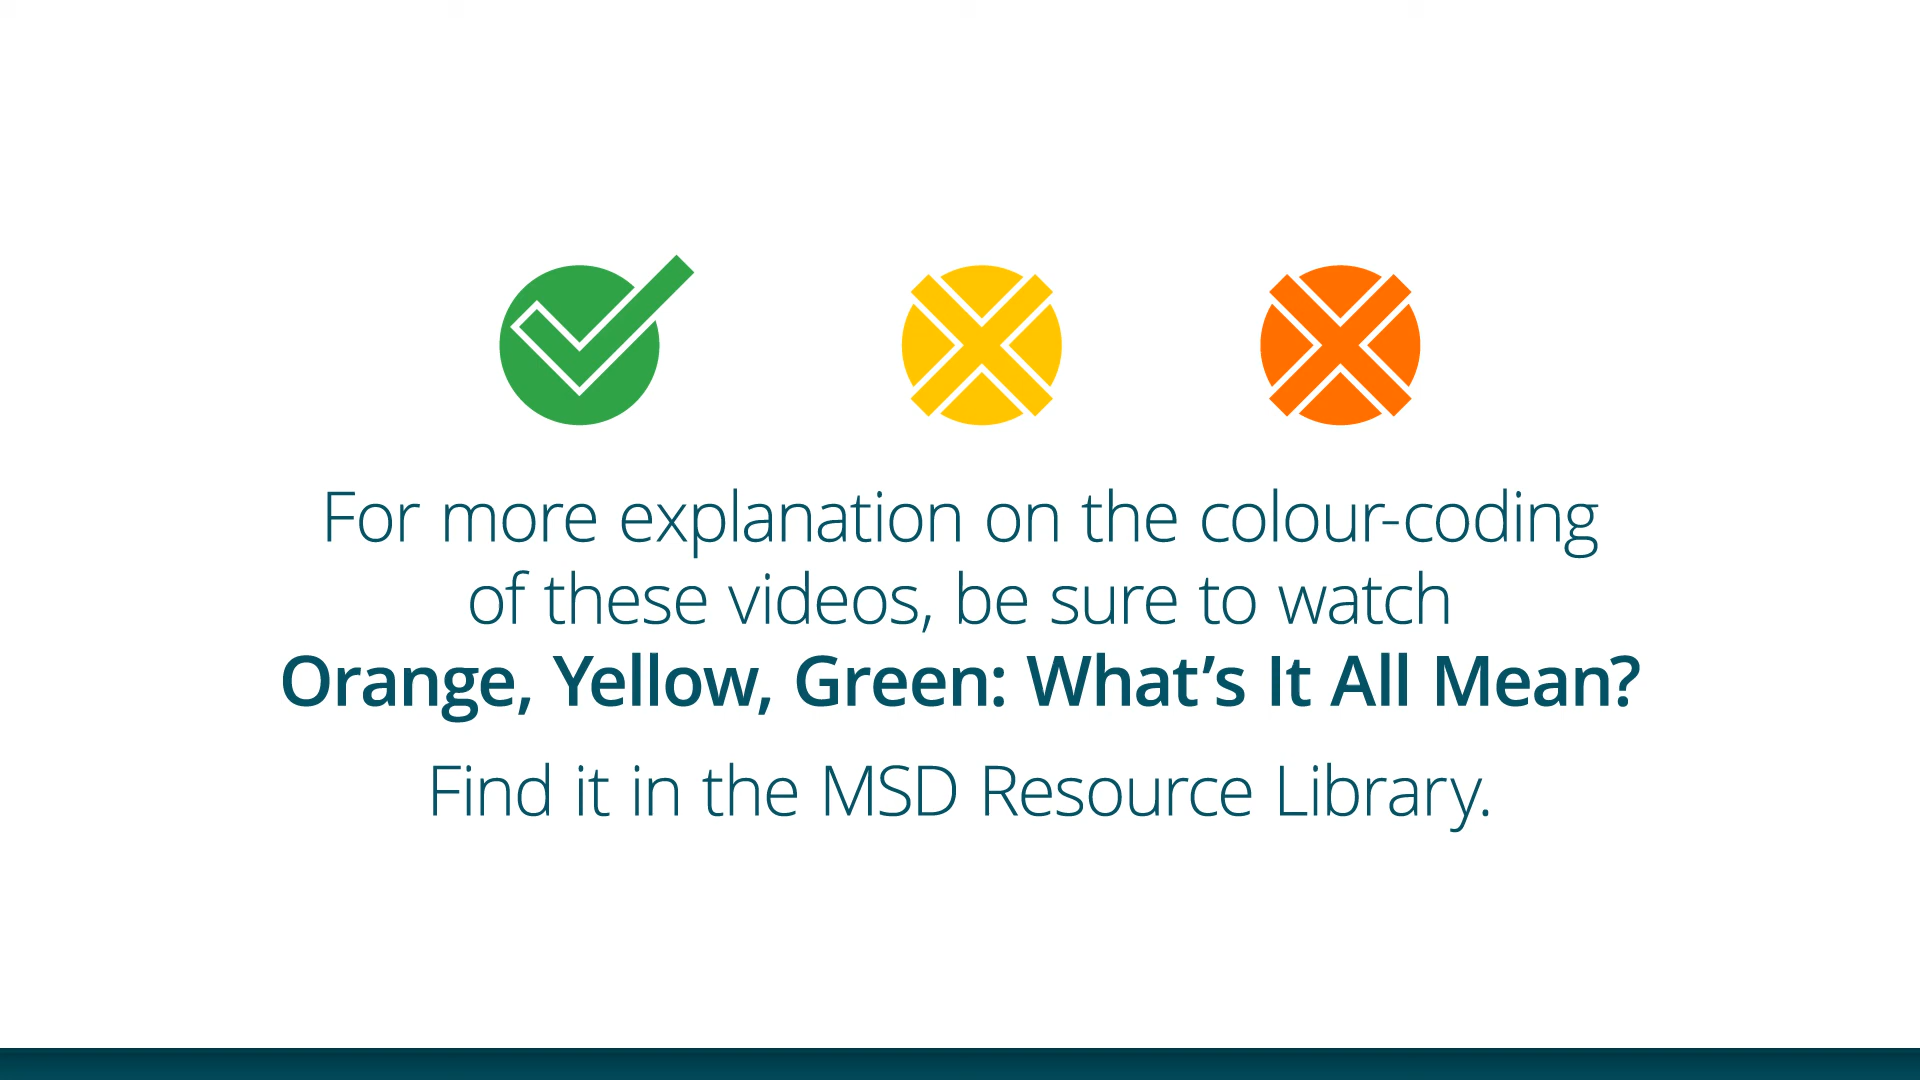 For more explanation on the colour-coding
of these videos, be sure to watch
Orange, Yellow, Green: What’s It All Mean?
Find it in the MSD Resource Library.